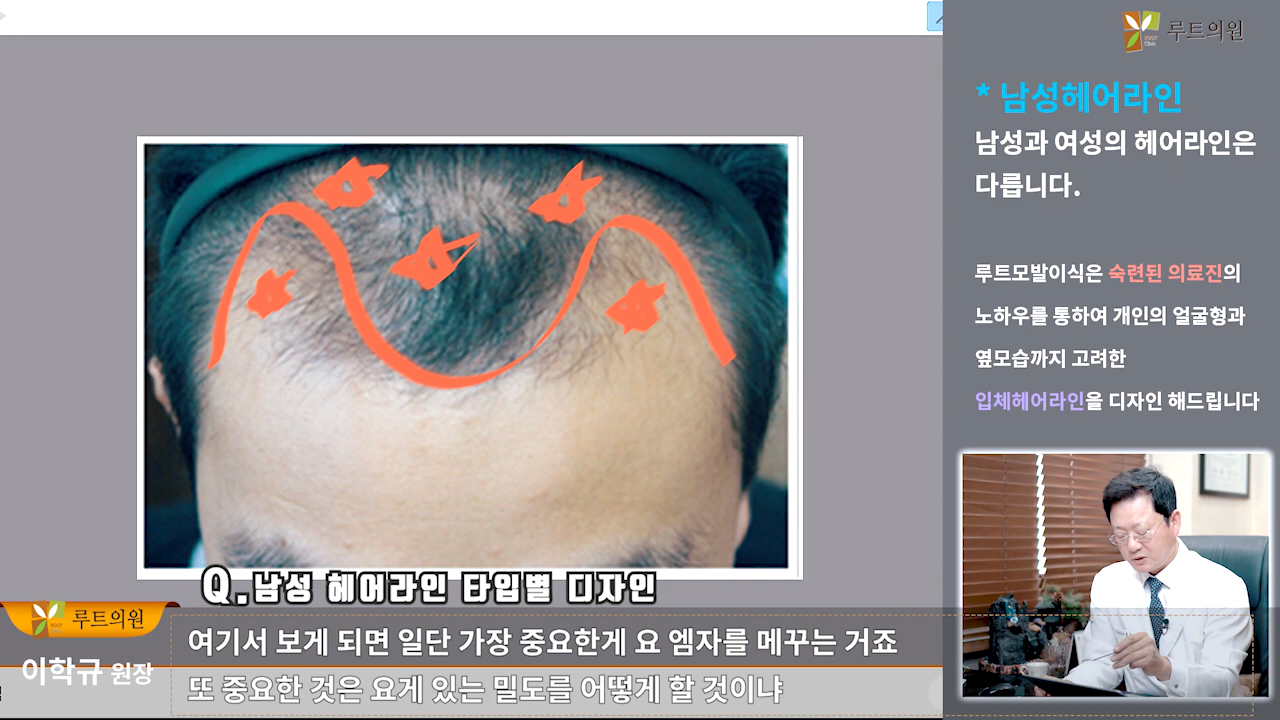 루트의원
ROOT
Clinic
* 남성헤어라인
남성과 여성의 헤어라인은
다릅니다.
루트모발이식은 숙련된 의료진의
노하우를 통하여 개인의 얼굴형과
옆모습까지 고려한
입체헤어라인을 디자인 해드립니다
Q.남성 헤어라인 타입별 디자인
루트의원
이학규 원장
여기서 보게 되면 일단 가장 중요한게 요 엠자를 메꾸는 거죠
또 중요한 것은 요게 있는 밀도를 어떻게 할 것이냐